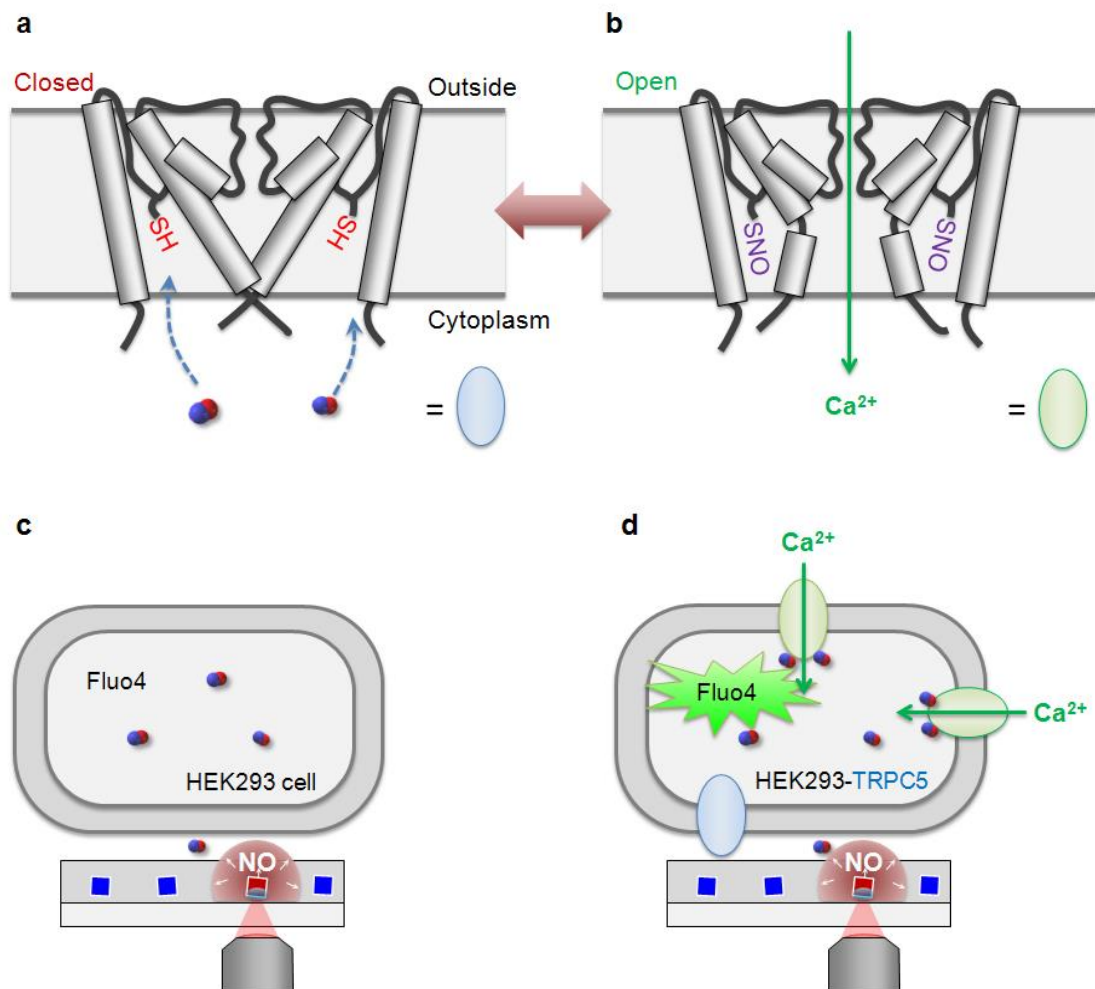 a
Closed
Outside
SH
SH
Cytoplasm
=
b
Open
SNO
SNO
Ca²⁺
=
c
Fluo4
HEK293 cell
NO
d
Ca²⁺
Fluo4
Ca²⁺
HEK293-TRPC5
NO